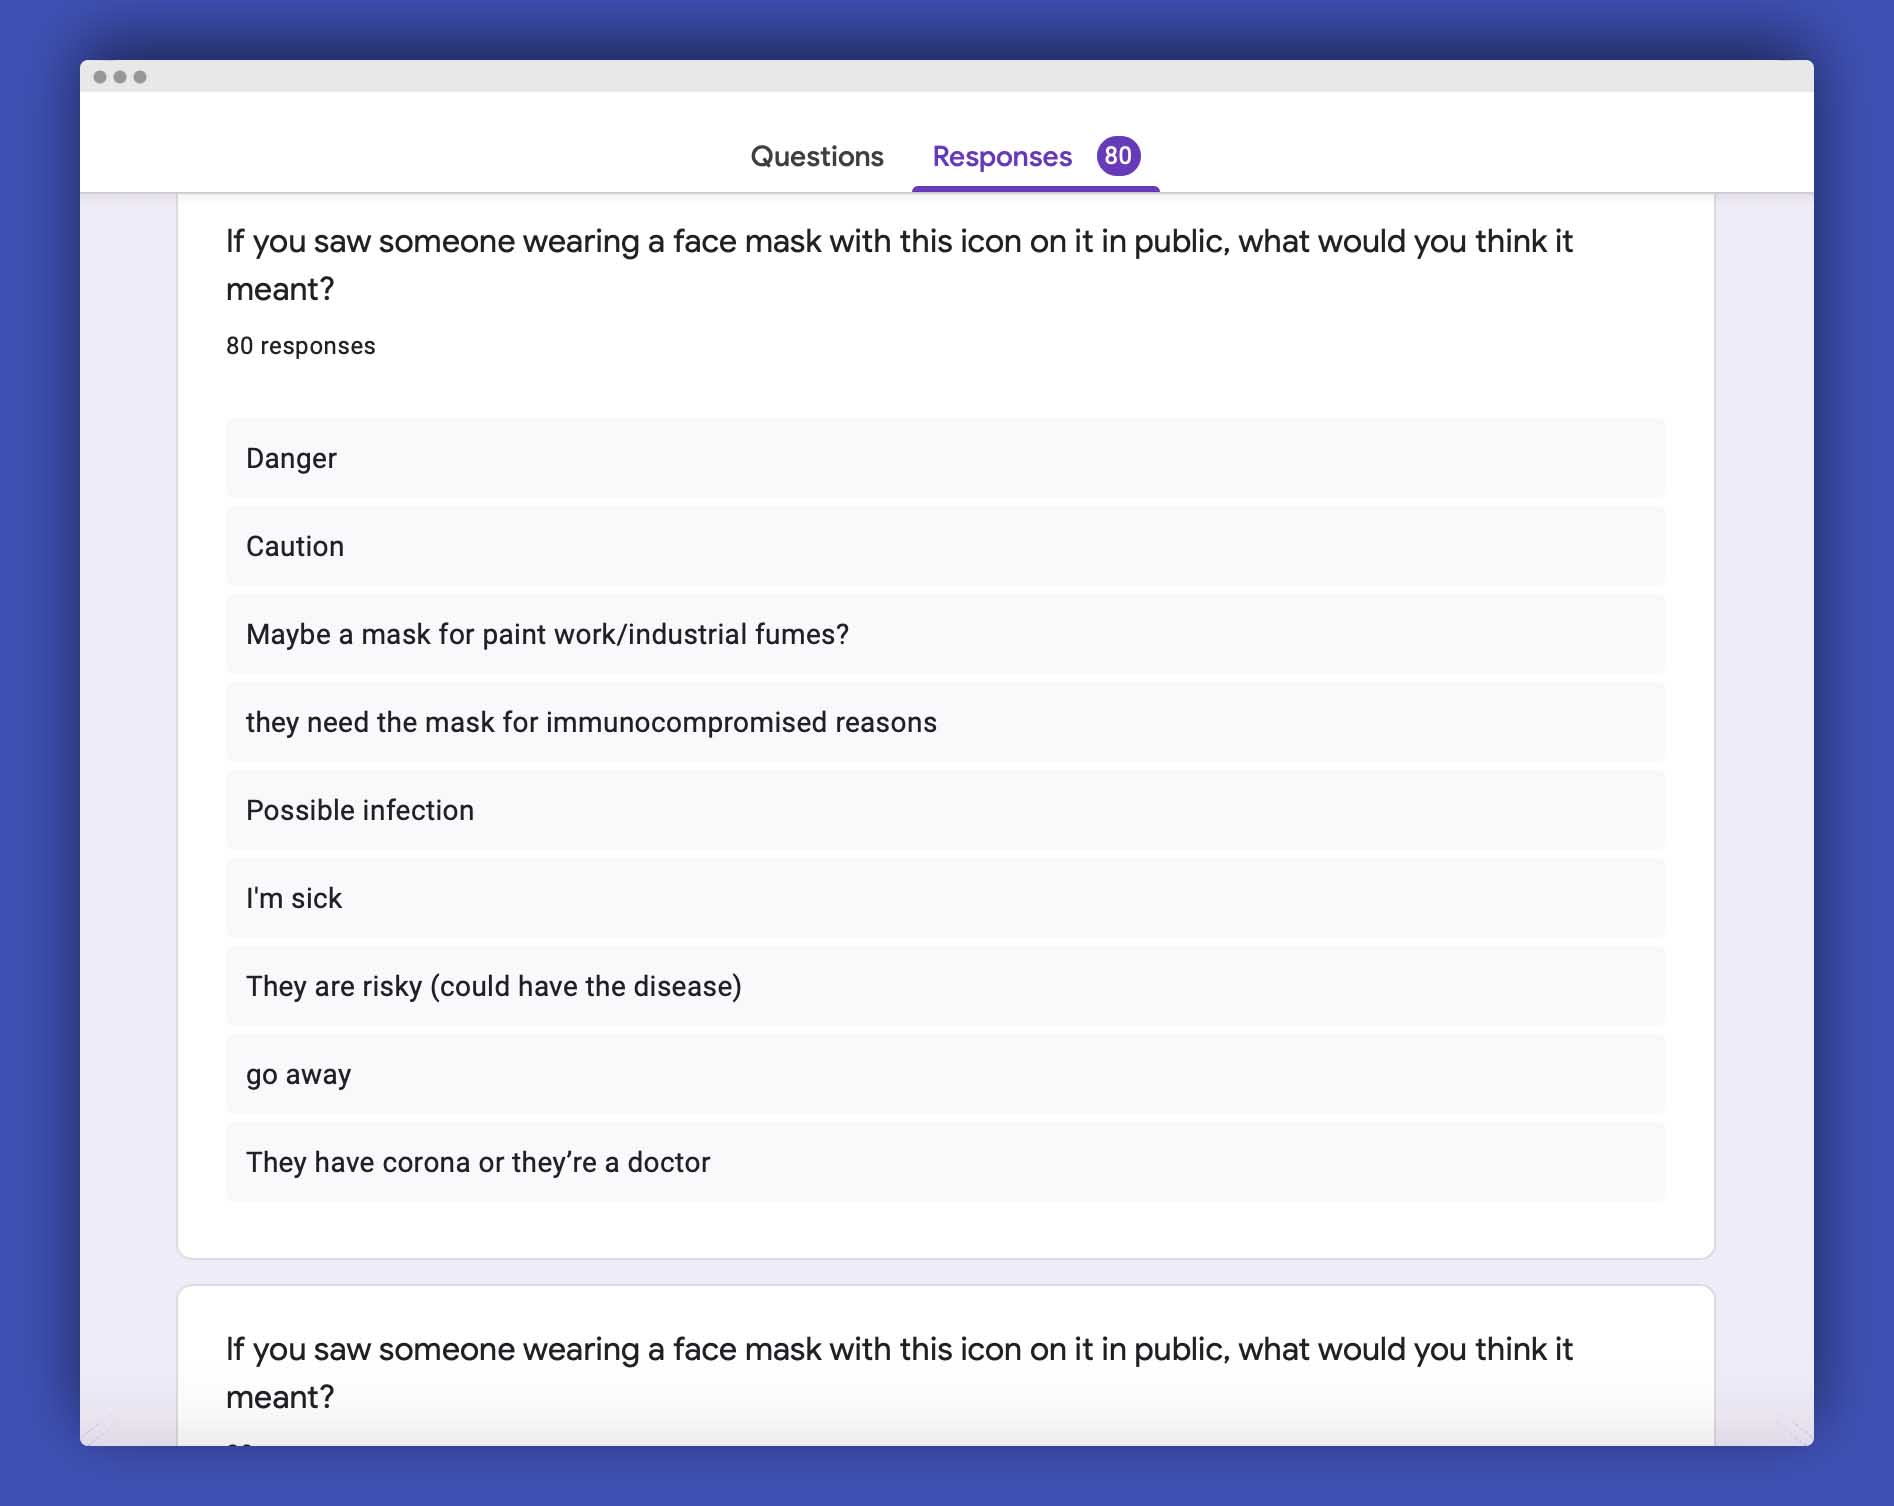 Questions Responses 80
If you saw someone wearing a face mask with this icon on it in public, what would you think it
meant?
80 responses
Danger
Caution
Maybe a mask for paint work/industrial fumes?
they need the mask for immunocompromised reasons
Possible infection
I'm sick
They are risky (could have the disease)
go away
They have corona or they’re a doctor
If you saw someone wearing a face mask with this icon on it in public, what would you think it
meant?